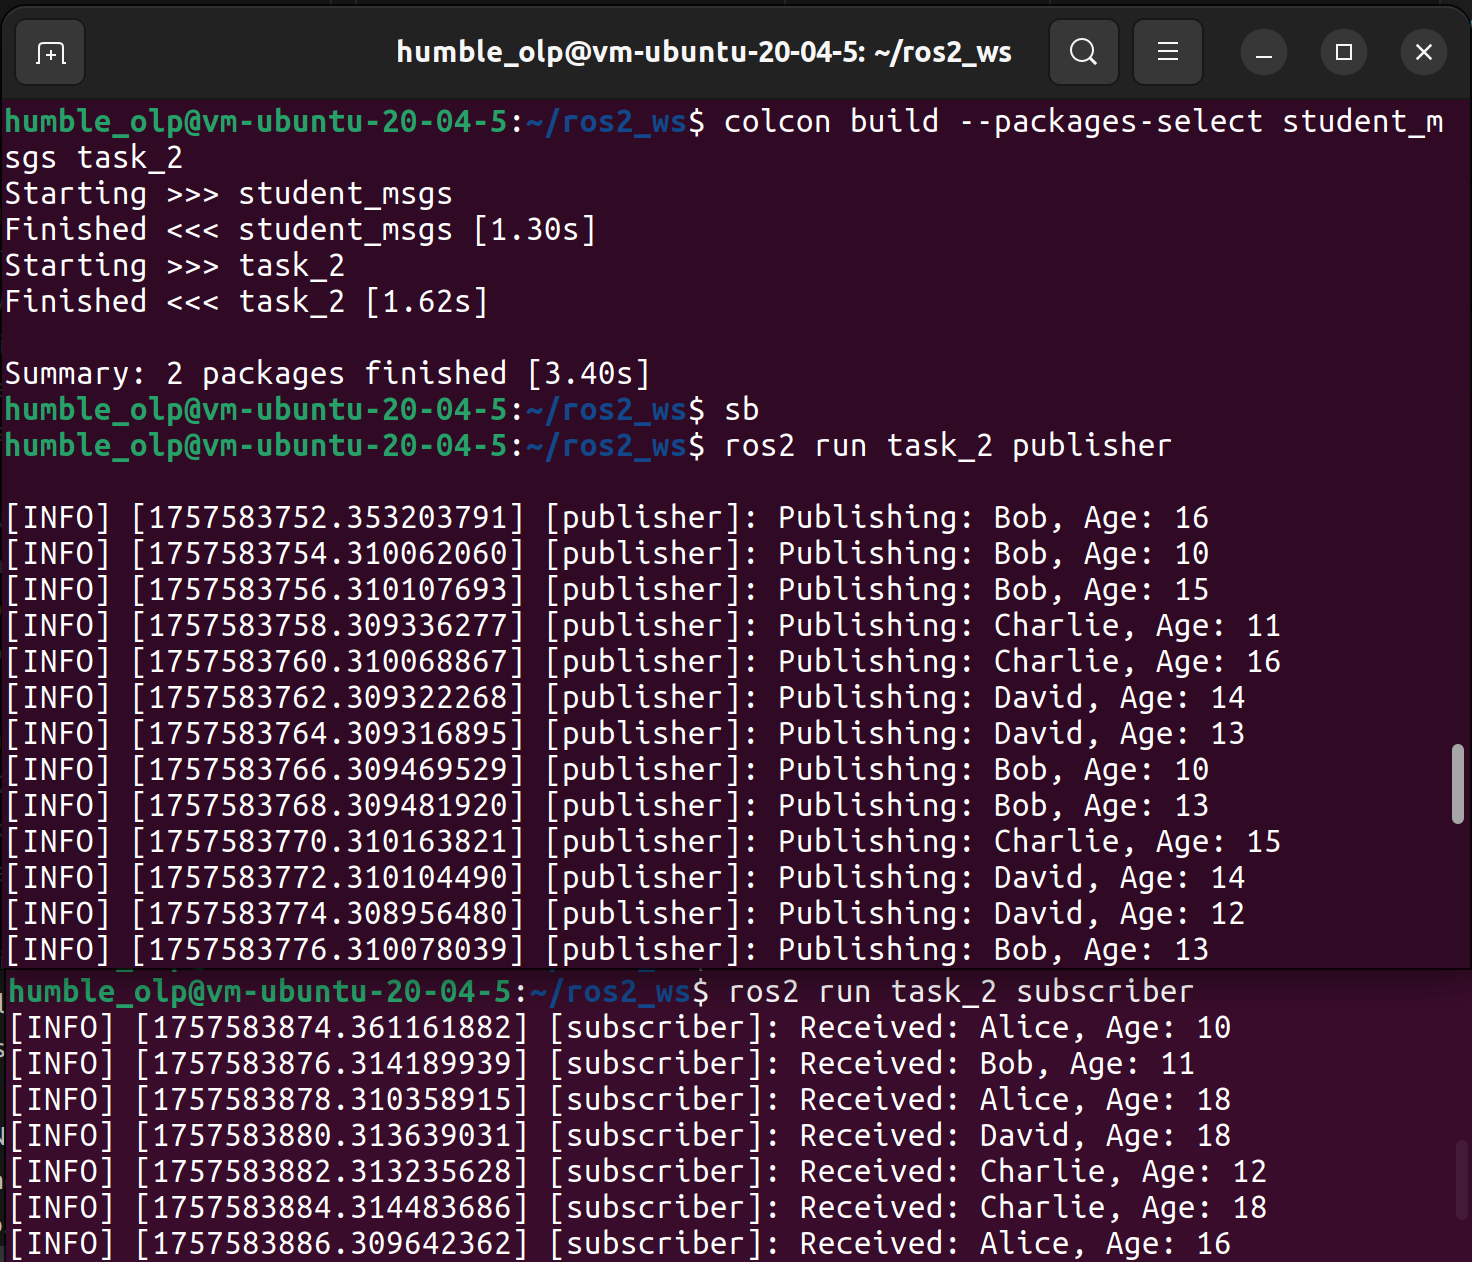 humble_olp@vm-ubuntu-20-04-5: ~/ros2_ws
humble_olp@vm-ubuntu-20-04-5:~/ros2_ws$ colcon build --packages-select student_m
sgs task_2
Starting >>> student_msgs
Finished <<< student_msgs [1.30s]
Starting >>> task_2
Finished <<< task_2 [1.62s]
Summary: 2 packages finished [3.40s]
humble_olp@vm-ubuntu-20-04-5:~/ros2_ws$ sb
humble_olp@vm-ubuntu-20-04-5:~/ros2_ws$ ros2 run task_2 publisher
[INFO] [1757583752.353203791] [publisher]: Publishing: Bob, Age: 16
[INFO] [1757583754.310062060] [publisher]: Publishing: Bob, Age: 10
[INFO] [1757583756.310107693] [publisher]: Publishing: Bob, Age: 15
[INFO] [1757583758.309336277] [publisher]: Publishing: Charlie, Age: 11
[INFO] [1757583760.310068867] [publisher]: Publishing: Charlie, Age: 16
[INFO] [1757583762.309322268] [publisher]: Publishing: David, Age: 14
[INFO] [1757583764.309316895] [publisher]: Publishing: David, Age: 13
[INFO] [1757583766.309469529] [publisher]: Publishing: Bob, Age: 10
[INFO] [1757583768.309481920] [publisher]: Publishing: Bob, Age: 13
[INFO] [1757583770.310163821] [publisher]: Publishing: Charlie, Age: 15
[INFO] [1757583772.310104490] [publisher]: Publishing: David, Age: 14
[INFO] [1757583774.308956480] [publisher]: Publishing: David, Age: 12
[INFO] [1757583776.310078039] [publisher]: Publishing: Bob, Age: 13
humble_olp@vm-ubuntu-20-04-5:~/ros2_ws$ ros2 run task_2 subscriber
[INFO] [1757583874.361161882] [subscriber]: Received: Alice, Age: 10
[INFO] [1757583876.314189939] [subscriber]: Received: Bob, Age: 11
[INFO] [1757583878.310358915] [subscriber]: Received: Alice, Age: 18
[INFO] [1757583880.313639031] [subscriber]: Received: David, Age: 18
[INFO] [1757583882.313235628] [subscriber]: Received: Charlie, Age: 12
[INFO] [1757583884.314483686] [subscriber]: Received: Charlie, Age: 18
[INFO] [1757583886.309642362] [subscriber]: Received: Alice, Age: 16